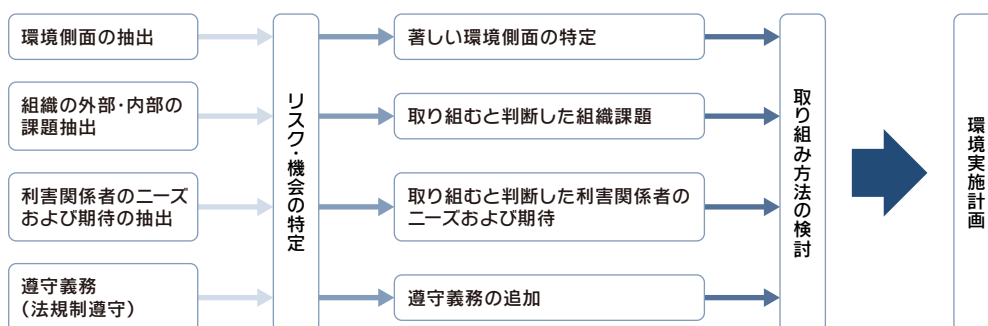 環境側面の抽出
組織の外部・内部の
課題抽出
利害関係者のニーズ
および期待の抽出
遵守義務
(法規制遵守)
リスク・機会の特定
著しい環境側面の特定
取り組むと判断した組織課題
取り組むと判断した利害関係者の
ニーズおよび期待
遵守義務の追加
取り組み方法の検討
環境実施計画